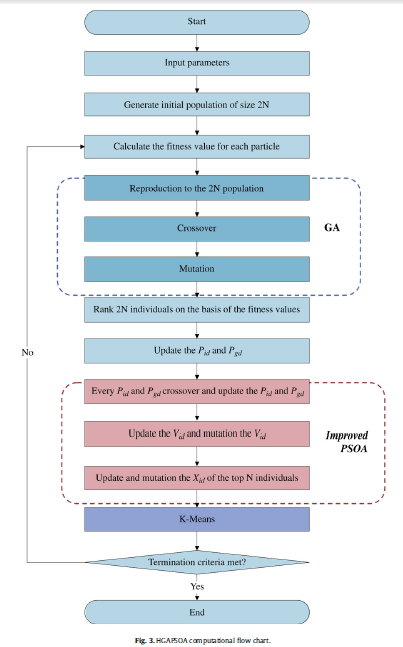 Start
Input parameters
Generate initial population of size 2N
Calculate the fitness value for each particle
Reproduction to the 2N population
Crossover
GA
Mutation
Rank 2N individuals on the basis of the fitness values
No
Update the Pid and Pgd
Every Pid and Pgd crossover and update the Pid and Pgd
Update the Vid and mutation the Vid
Improved
PSOA
Update and mutation the Xid of the top N individuals
K-Means
Termination criteria met?
Yes
End
Fig. 3. HGAPSOA computational flow chart.